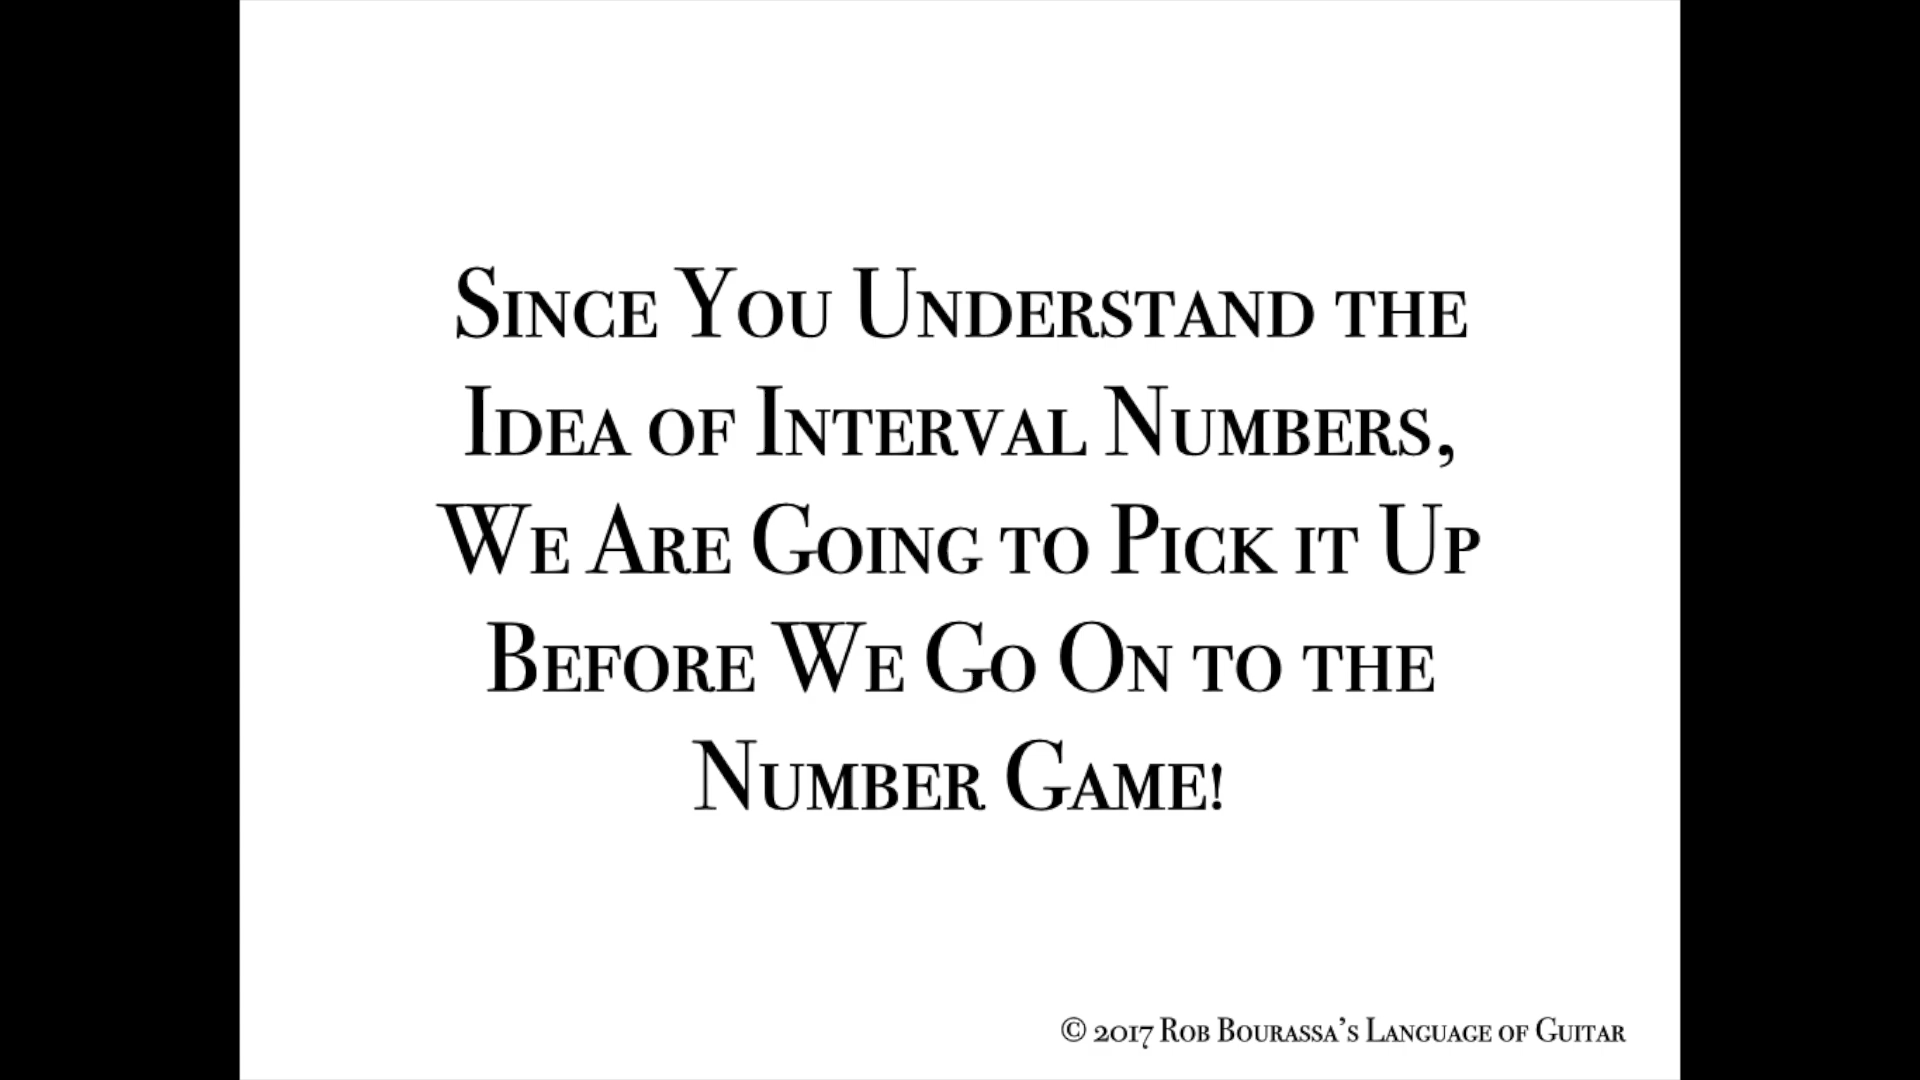 Since You Understand the
Idea of Interval Numbers,
We Are Going to Pick it Up
Before We Go On to the
Number Game!
© 2017 Rob Bourassa’s Language of Guitar